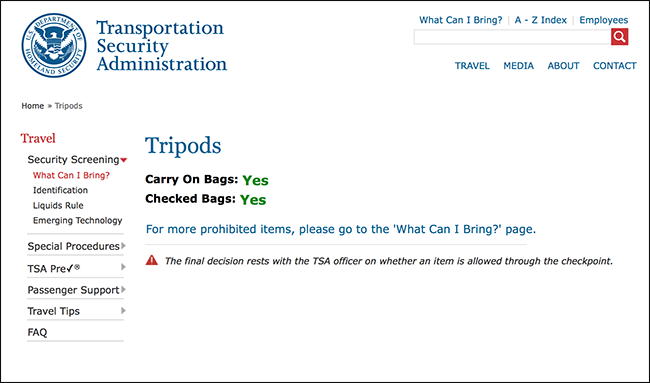 U.S. DEPARTMENT OF HOMELAND SECURITY
Transportation
Security
Administration
What Can I Bring? | A - Z Index | Employees
TRAVEL MEDIA ABOUT CONTACT
Home » Tripods
Travel
Security Screening
What Can I Bring?
Identification
Liquids Rule
Emerging Technology
Special Procedures
TSA Pre✓®
Passenger Support
Travel Tips
FAQ
Tripods
Carry On Bags: Yes
Checked Bags: Yes
For more prohibited items, please go to the 'What Can I Bring?' page.
The final decision rests with the TSA officer on whether an item is allowed through the checkpoint.